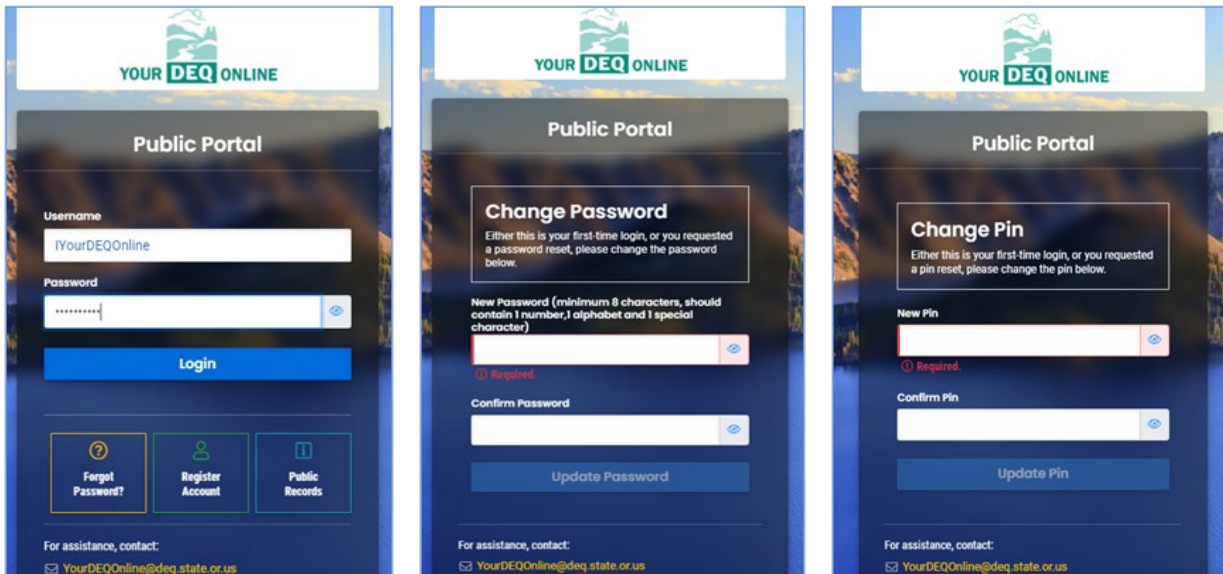 YOUR DEQ ONLINE
Public Portal
Username
IYourDEQOnline
Password
••••••••••
Login
Forgot
Password?
Register
Account
Public
Records
For assistance, contact:
YourDEQOnline@deq.state.or.us
YOUR DEQ ONLINE
Public Portal
Change Password
Either this is your first-time login, or you requested
a password reset, please change the password
below.
New Password (minimum 8 characters, should
contain 1 number,1 alphabet and 1 special
character)
Required.
Confirm Password
Update Password
For assistance, contact:
YourDEQOnline@deq.state.or.us
YOUR DEQ ONLINE
Public Portal
Change Pin
Either this is your first-time login, or you requested
a pin reset, please change the pin below.
New Pin
Required.
Confirm Pin
Update Pin
For assistance, contact:
YourDEQOnline@deq.state.or.us